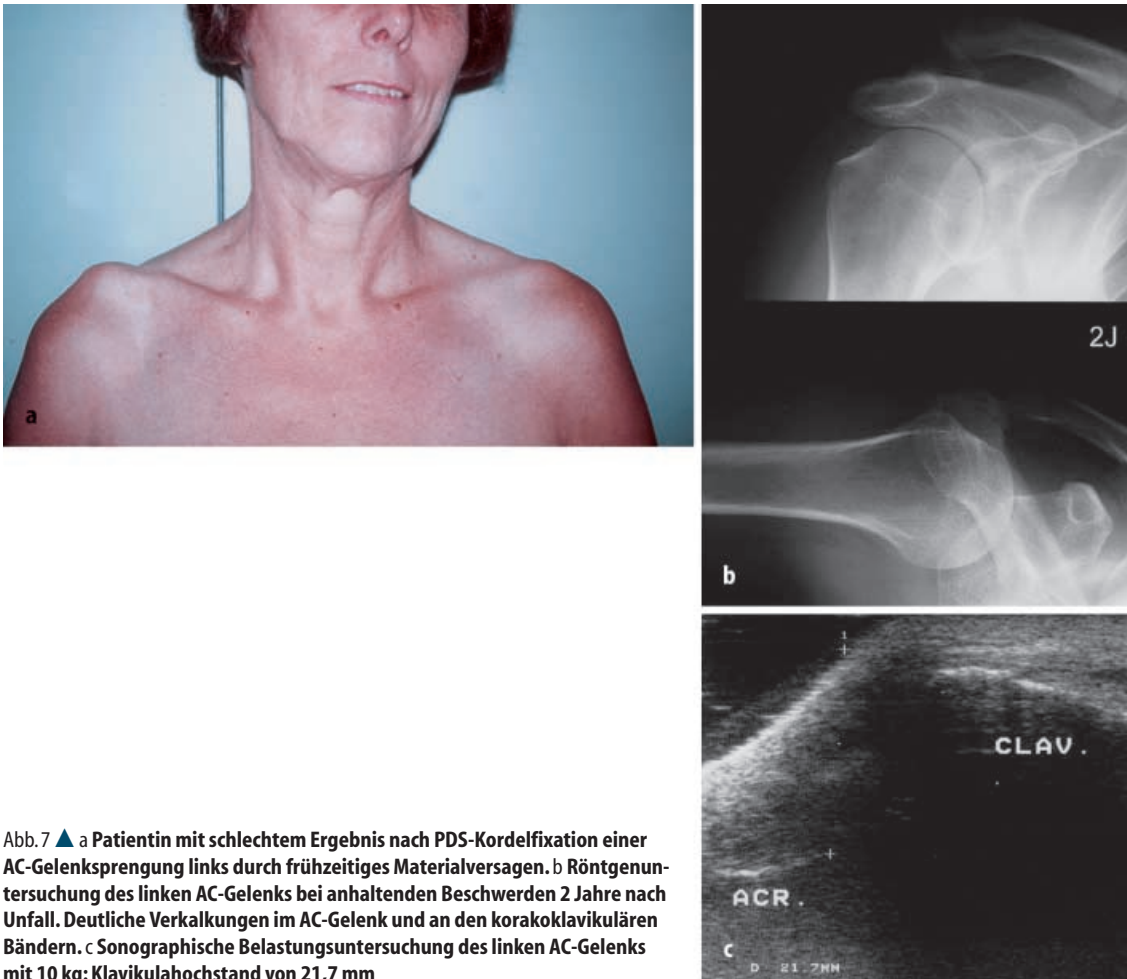 a
2J
b
1
CLAV.
ACR.
c
D 21.7MM
Abb. 7 ▲ a Patientin mit schlechtem Ergebnis nach PDS-Kordelfixation einer
AC-Gelenksprengung links durch frühzeitiges Materialversagen. b Röntgenun-
tersuchung des linken AC-Gelenks bei anhaltenden Beschwerden 2 Jahre nach
Unfall. Deutliche Verkalkungen im AC-Gelenk und an den korakoklavikulären
Bändern. c Sonographische Belastungsuntersuchung des linken AC-Gelenks
mit 10 kg: Klavikulahochstand von 21,7 mm